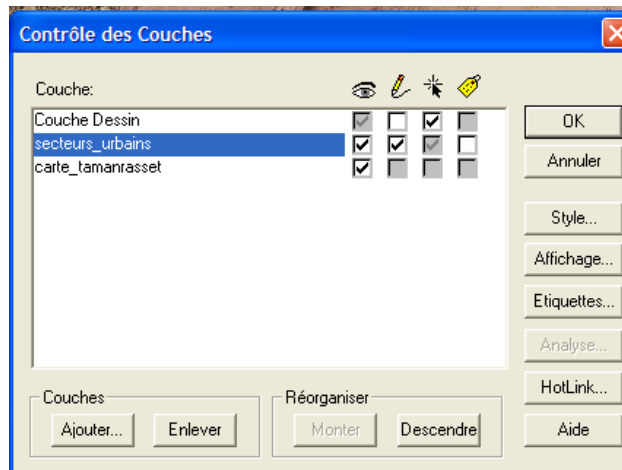 Contrôle des Couches
Couche:
Couche Dessin
secteurs_urbains
carte_tamanrasset
OK
Annuler
Style...
Affichage...
Etiquettes...
Analyse...
HotLink...
Aide
Couches
Ajouter...
Enlever
Réorganiser
Monter
Descendre